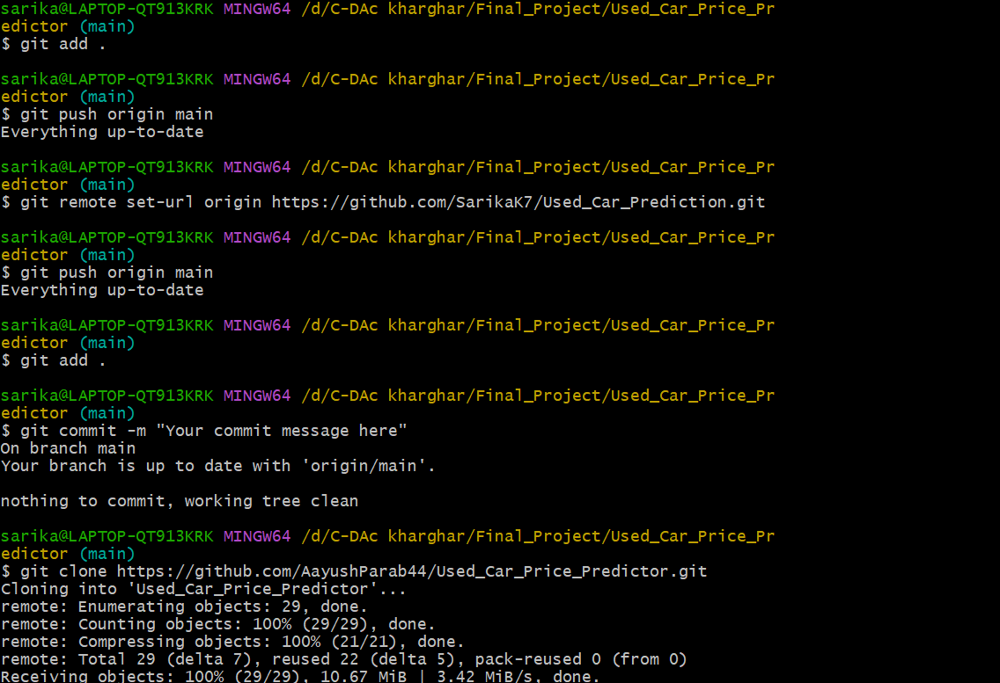 sarika@LAPTOP-QT913KRK MINGW64 /d/C-DAc kharghar/Final_Project/Used_Car_Price_Pr
edictor (main)
$ git add .
sarika@LAPTOP-QT913KRK MINGW64 /d/C-DAc kharghar/Final_Project/Used_Car_Price_Pr
edictor (main)
$ git push origin main
Everything up-to-date
sarika@LAPTOP-QT913KRK MINGW64 /d/C-DAc kharghar/Final_Project/Used_Car_Price_Pr
edictor (main)
$ git remote set-url origin https://github.com/SarikaK7/Used_Car_Prediction.git
sarika@LAPTOP-QT913KRK MINGW64 /d/C-DAc kharghar/Final_Project/Used_Car_Price_Pr
edictor (main)
$ git push origin main
Everything up-to-date
sarika@LAPTOP-QT913KRK MINGW64 /d/C-DAc kharghar/Final_Project/Used_Car_Price_Pr
edictor (main)
$ git add .
sarika@LAPTOP-QT913KRK MINGW64 /d/C-DAc kharghar/Final_Project/Used_Car_Price_Pr
edictor (main)
$ git commit -m "Your commit message here"
On branch main
Your branch is up to date with 'origin/main'.
nothing to commit, working tree clean
sarika@LAPTOP-QT913KRK MINGW64 /d/C-DAc kharghar/Final_Project/Used_Car_Price_Pr
edictor (main)
$ git clone https://github.com/AayushParab44/Used_Car_Price_Predictor.git
Cloning into 'Used_Car_Price_Predictor'...
remote: Enumerating objects: 29, done.
remote: Counting objects: 100% (29/29), done.
remote: Compressing objects: 100% (21/21), done.
remote: Total 29 (delta 7), reused 22 (delta 5), pack-reused 0 (from 0)
Receiving objects: 100% (29/29), 10.67 MiB | 3.42 MiB/s, done.